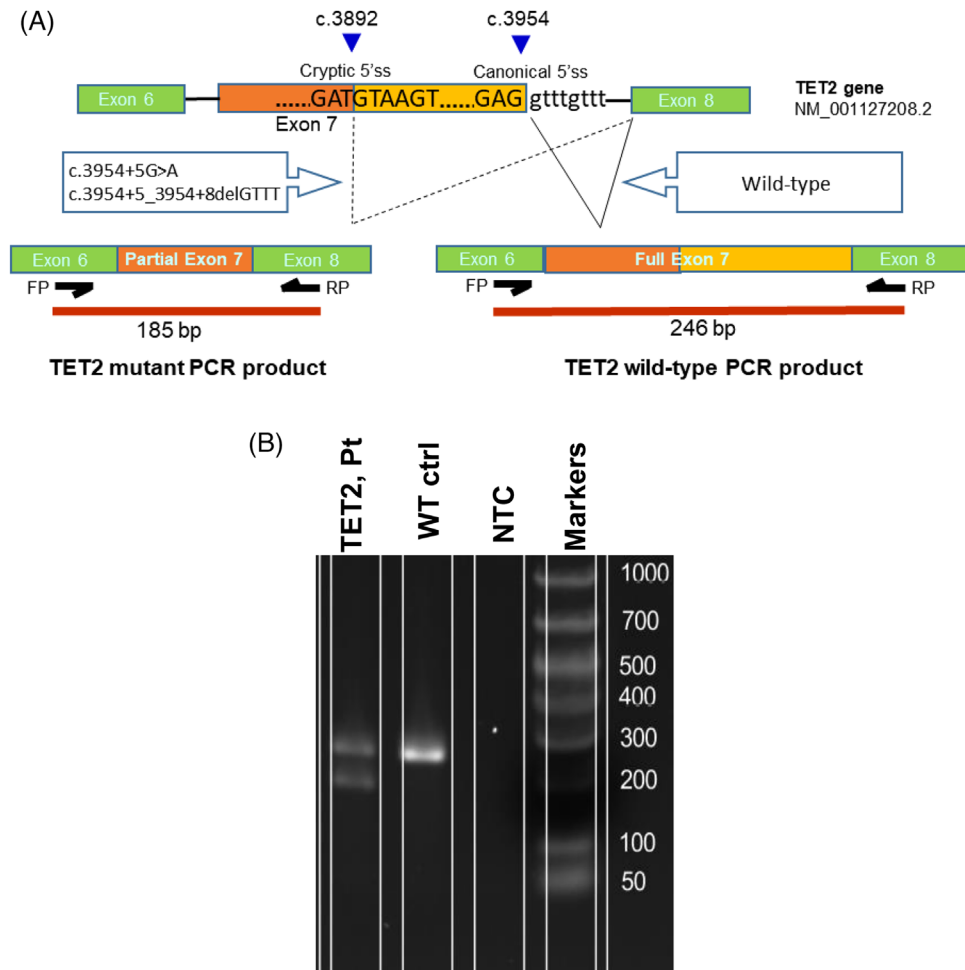 (A)
c.3892
c.3954
Cryptic 5'ss
Canonical 5'ss
Exon 6
......GATGTAAGT......GAG
gtttgttt
Exon 8
TET2 gene
NM_001127208.2
Exon 7
c.3954+5G>A
c.3954+5_3954+8delGTTT
Wild-type
Exon 6
Partial Exon 7
Exon 8
Exon 6
Full Exon 7
Exon 8
FP
RP
FP
RP
185 bp
246 bp
TET2 mutant PCR product
TET2 wild-type PCR product
(B)
TET2, Pt
WT ctrl
NTC
Markers
1000
700
500
400
300
200
100
50